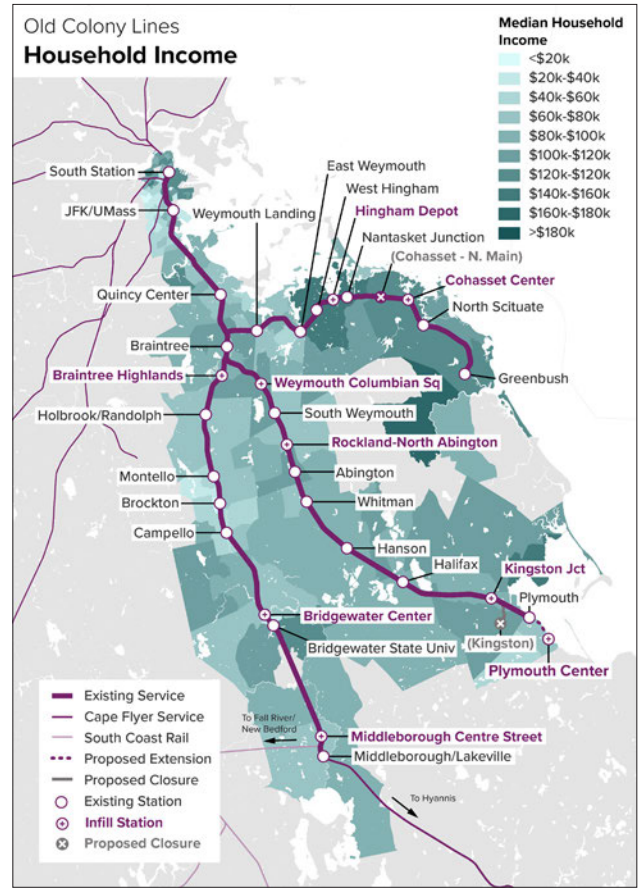 Old Colony Lines
Household Income
Median Household
Income
<$20k
$20k-$40k
$40k-$60k
$60k-$80k
$80k-$100k
$100k-$120k
$120k-$120k
$140k-$160k
$160k-$180k
>$180k
South Station
JFK/UMass
Weymouth Landing
East Weymouth
West Hingham
Hingham Depot
Nantasket Junction
(Cohasset - N. Main)
Cohasset Center
North Scituate
Quincy Center
Braintree
Greenbush
Braintree Highlands
Weymouth Columbian Sq
Holbrook/Randolph
South Weymouth
Rockland-North Abington
Montello
Abington
Brockton
Whitman
Campello
Hanson
Halifax
Kingston Jct
Plymouth
Bridgewater Center
(Kingston)
Bridgewater State Univ
Plymouth Center
Existing Service
Cape Flyer Service
South Coast Rail
Proposed Extension
Proposed Closure
Existing Station
Infill Station
Proposed Closure
To Fall River/
New Bedford
Middleborough Centre Street
Middleborough/Lakeville
To Hyannis